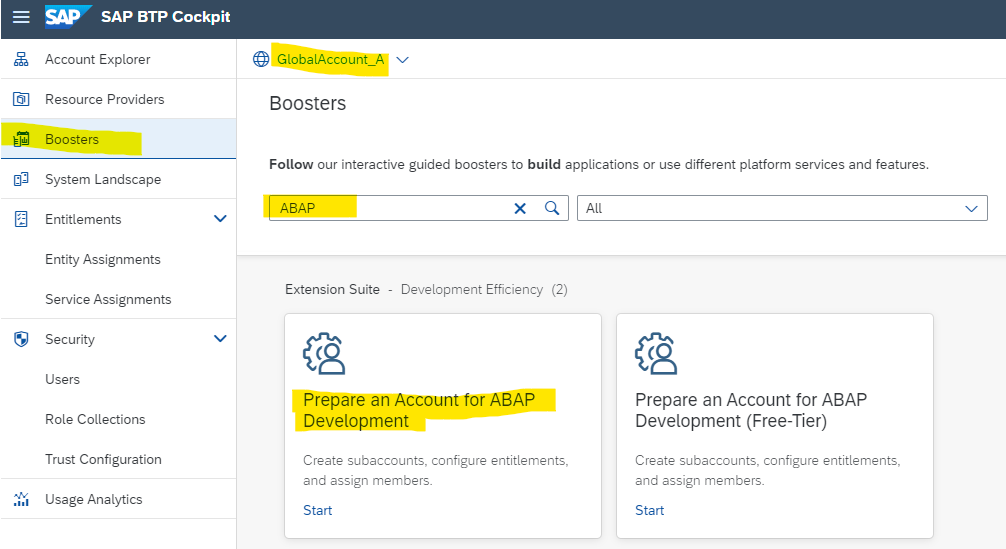 SAP SAP BTP Cockpit
Account Explorer
Resource Providers
Boosters
System Landscape
Entitlements
Entity Assignments
Service Assignments
Security
Users
Role Collections
Trust Configuration
Usage Analytics
GlobalAccount_A
Boosters
Follow our interactive guided boosters to build applications or use different platform services and features.
ABAP
All
Extension Suite - Development Efficiency (2)
Prepare an Account for ABAP
Development
Create subaccounts, configure entitlements,
and assign members.
Start
Prepare an Account for ABAP
Development (Free-Tier)
Create subaccounts, configure entitlements,
and assign members.
Start